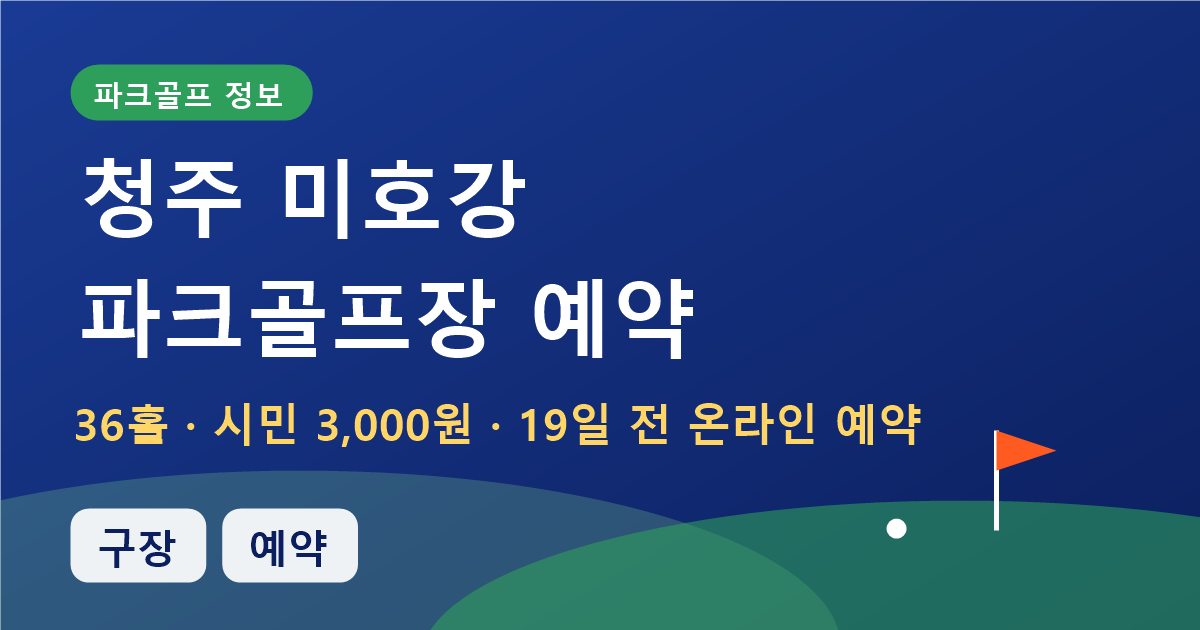 파크골프 정보
청주 미호강
파크골프장 예약
36홀 · 시민 3,000원 · 19일 전 온라인 예약
구장 예약